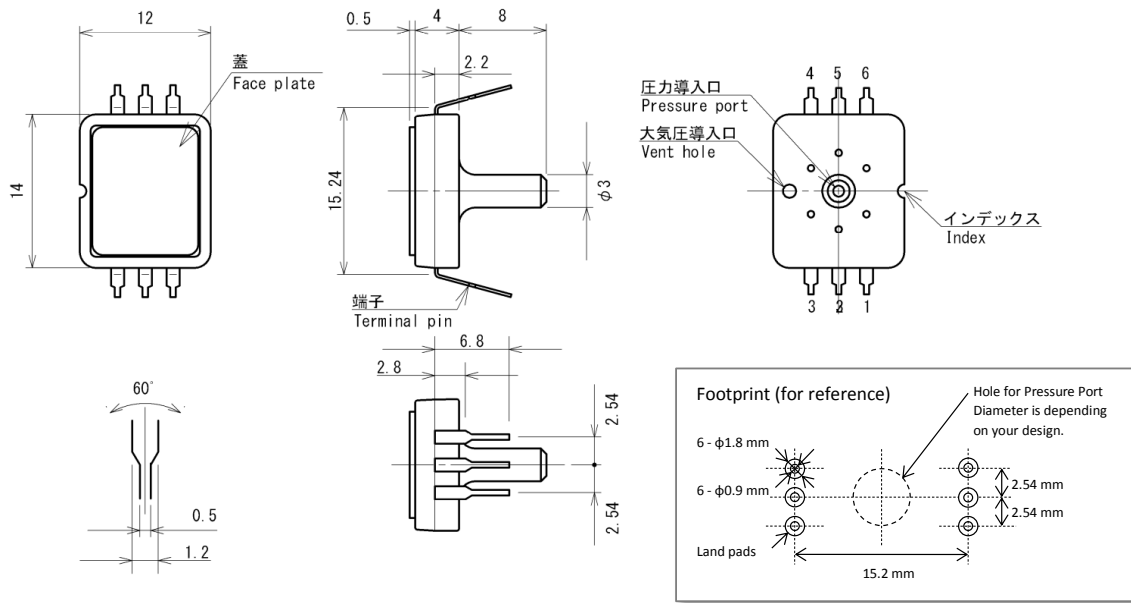 12
蓋
Face plate
14
0.5
4
8
2.2
15.24
φ3
端子
Terminal pin
4 5 6
圧力導入口
Pressure port
大気圧導入口
Vent hole
インデックス
Index
3 2 1
60°
0.5
1.2
6.8
2.8
2.54
2.54
Footprint (for reference)
Hole for Pressure Port
Diameter is depending
on your design.
6 - φ1.8 mm
6 - φ0.9 mm
Land pads
2.54 mm
2.54 mm
15.2 mm